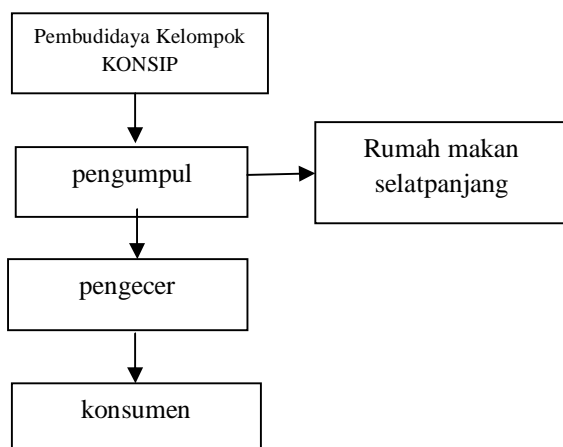 Pembudidaya Kelompok
KONSIP
pengumpul
Rumah makan
selatpanjang
pengecer
konsumen